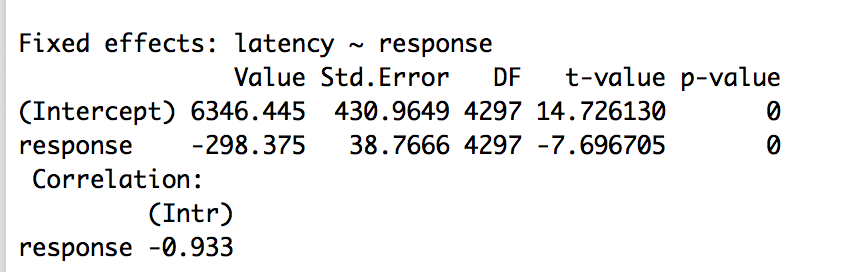 Fixed effects: latency ~ response
                Value Std.Error   DF   t-value p-value
(Intercept) 6346.445  430.9649 4297 14.726130       0
response    -298.375   38.7666 4297 -7.696705       0
 Correlation:
         (Intr)
response -0.933